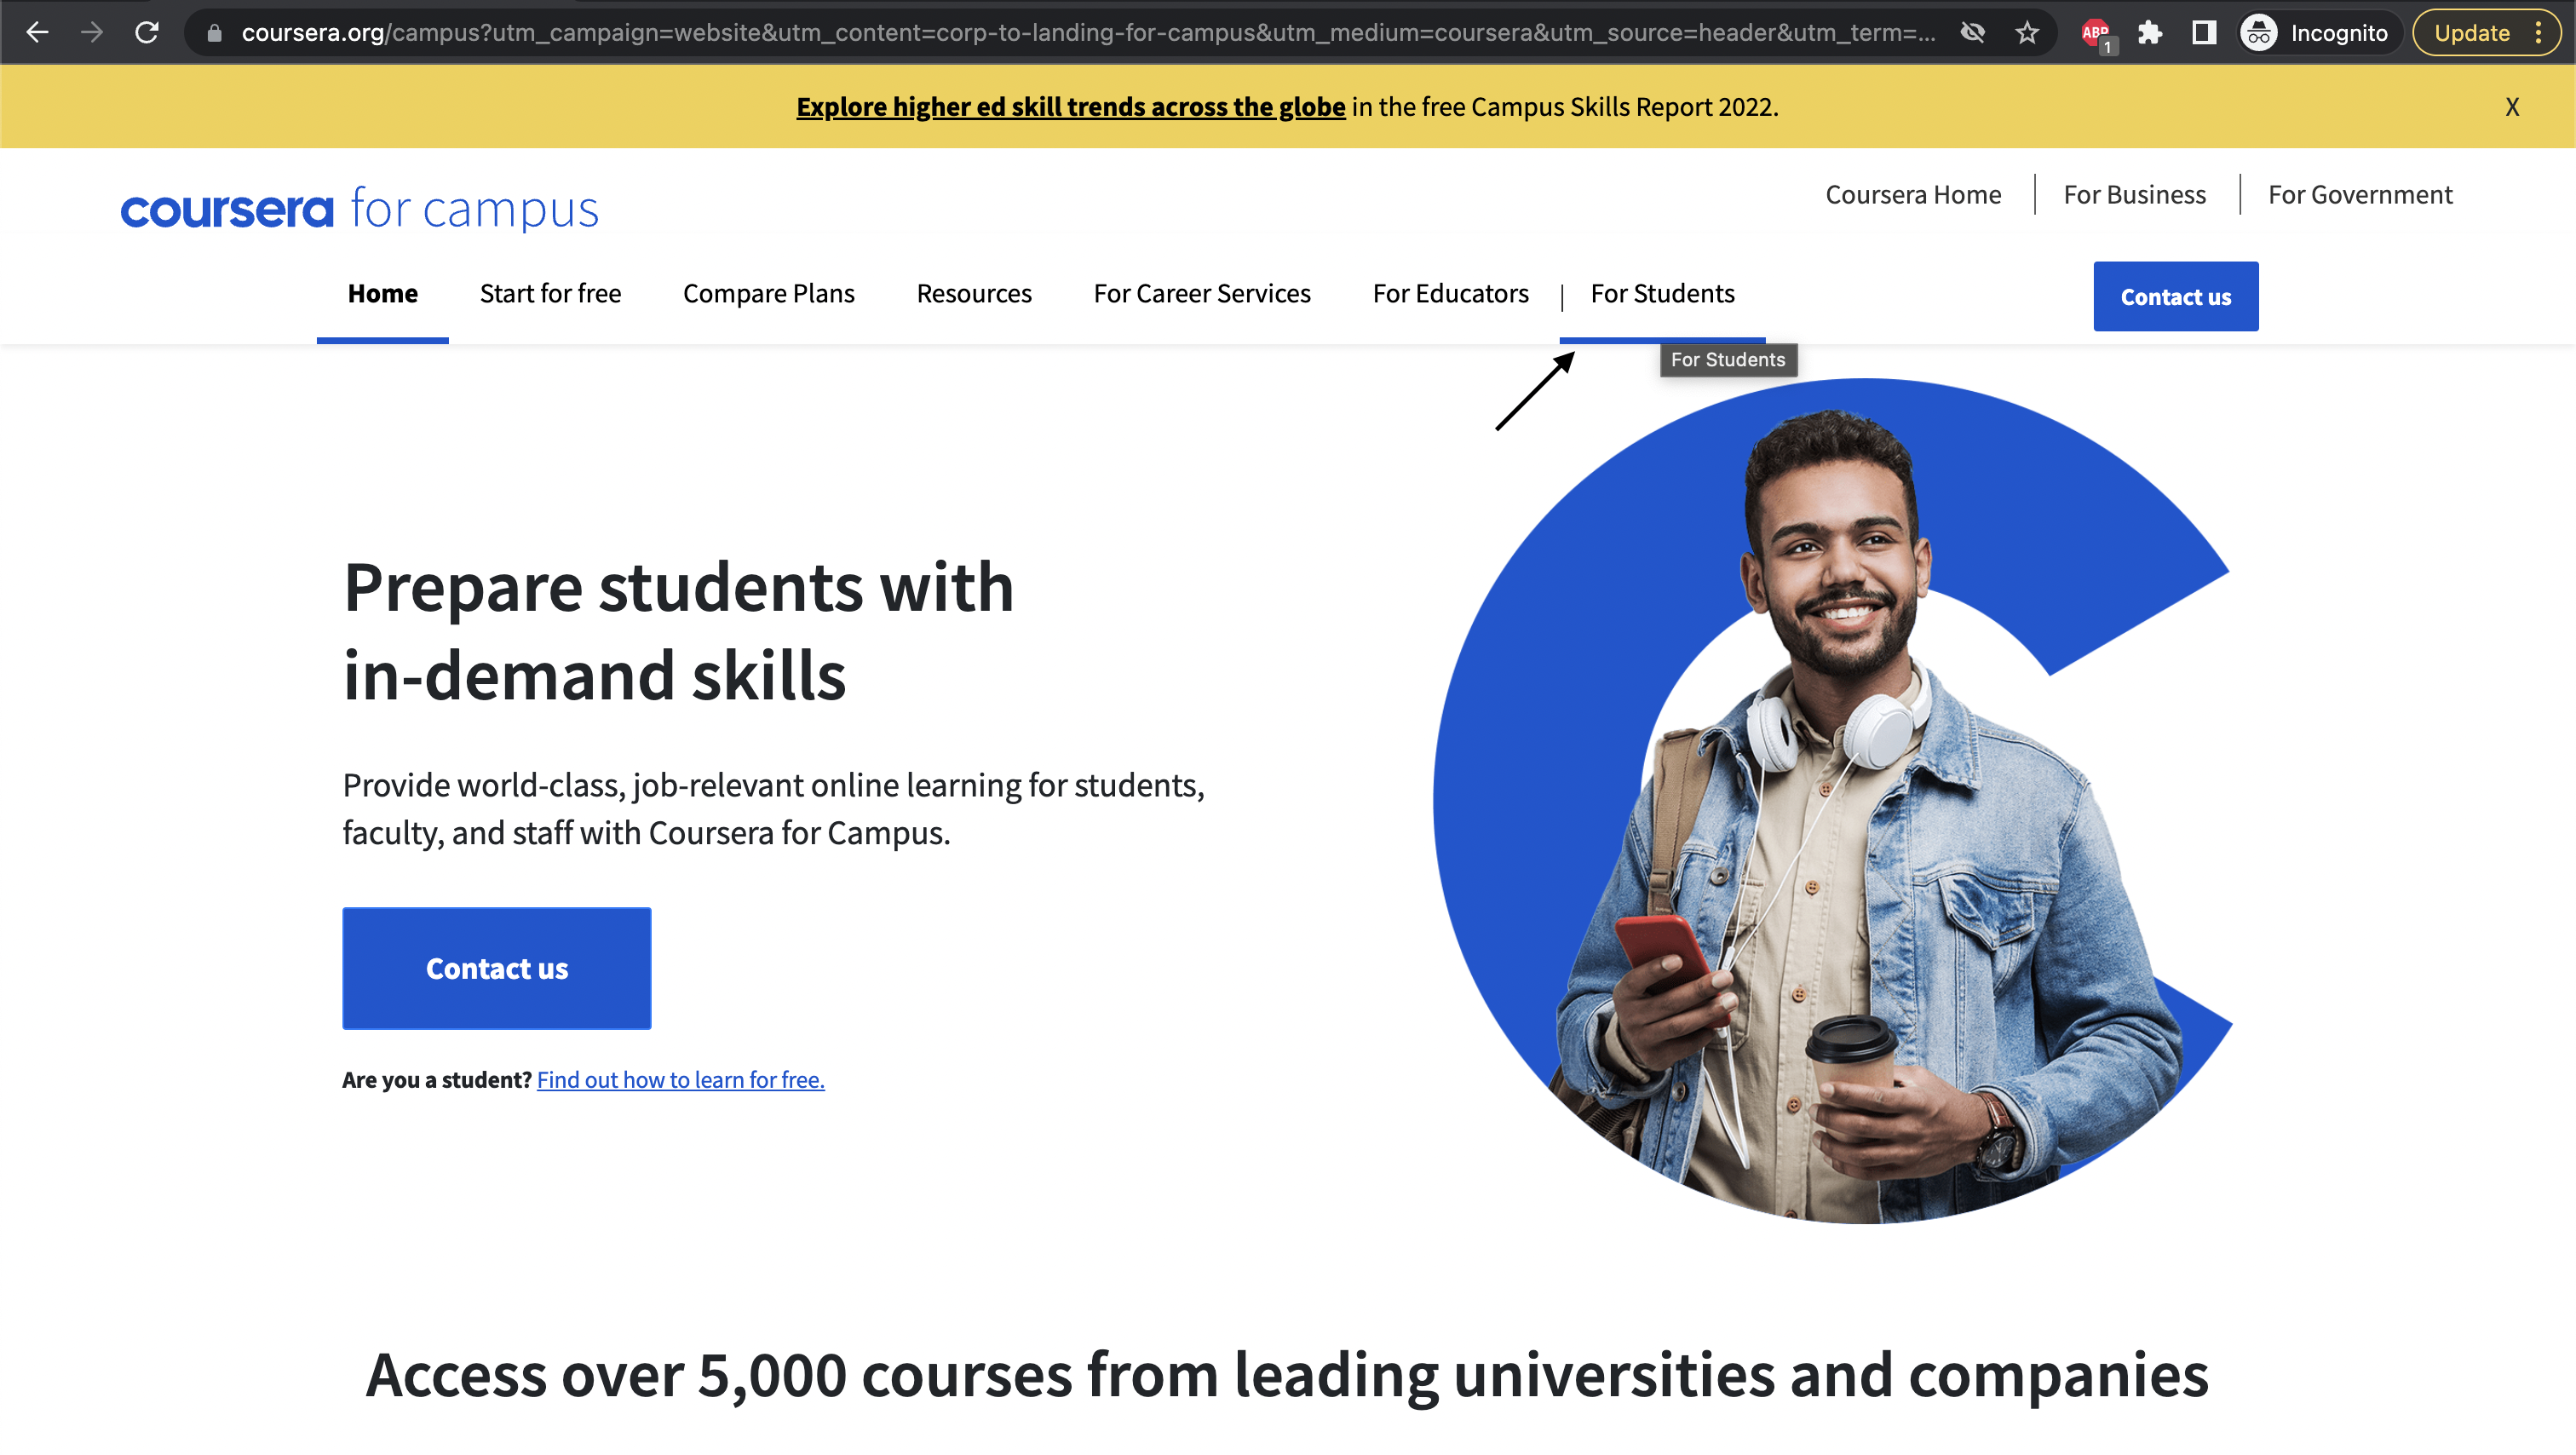 coursera.org/campus?utm_campaign=website&utm_content=corp-to-landing-for-campus&utm_medium=coursera&utm_source=header&utm_term=...
ABP 1
Incognito
Update
Explore higher ed skill trends across the globe in the free Campus Skills Report 2022.
X
coursera for campus
Coursera Home
For Business
For Government
Home
Start for free
Compare Plans
Resources
For Career Services
For Educators
For Students
Contact us
For Students
Prepare students with
in-demand skills
Provide world-class, job-relevant online learning for students,
faculty, and staff with Coursera for Campus.
Contact us
Are you a student? Find out how to learn for free.
Access over 5,000 courses from leading universities and companies